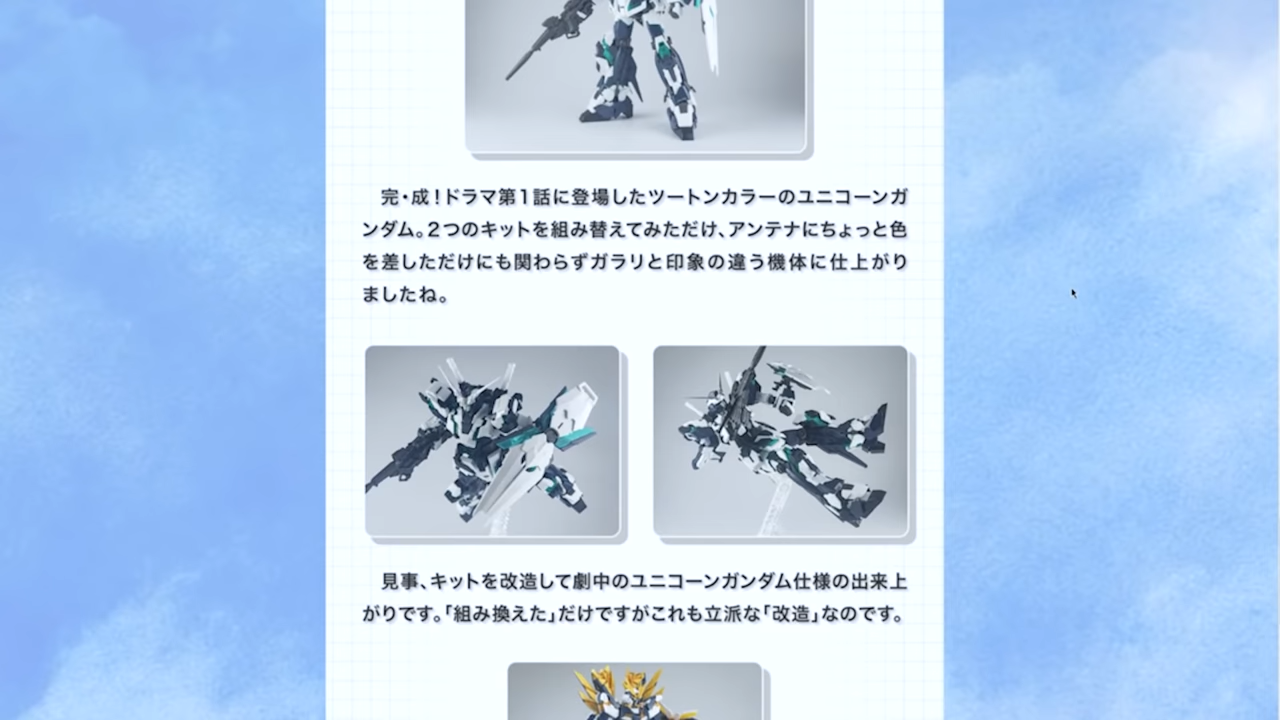 完・成!ドラマ第1話に登場したツートンカラーのユニコーンガ
ンダム。2つのキットを組み替えてみただけ、アンテナにちょっと色
を差しただけにも関わらずガラリと印象の違う機体に仕上がり
ましたね。
見事、キットを改造して劇中のユニコーンガンダム仕様の出来上
がりです。「組み換えた」だけですがこれも立派な「改造」なのです。